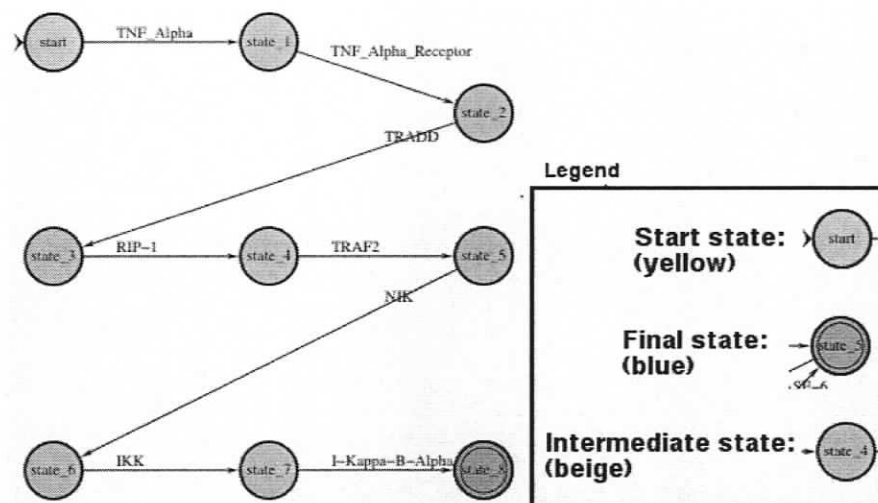 start
TNF_Alpha
state_1
TNF_Alpha_Receptor
state_2
TRADD
state_3
RIP-1
state_4
TRAF2
state_5
NIK
state_6
IKK
state_7
I-Kappa-B-Alpha
state_8
Legend
Start state:
(yellow)
start
Final state:
(blue)
state_5
Intermediate state:
(beige)
state_4